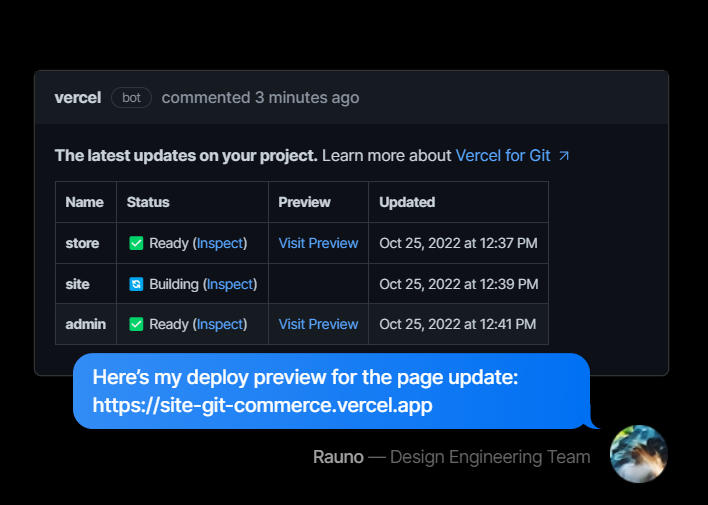 vercel bot commented 3 minutes ago
The latest updates on your project. Learn more about Vercel for Git ↗
Name Status Preview Updated
store ✅ Ready (Inspect) Visit Preview Oct 25, 2022 at 12:37 PM
site 🔄 Building (Inspect) Oct 25, 2022 at 12:39 PM
admin ✅ Ready (Inspect) Visit Preview Oct 25, 2022 at 12:41 PM
Here’s my deploy preview for the page update:
https://site-git-commerce.vercel.app
Rauno — Design Engineering Team